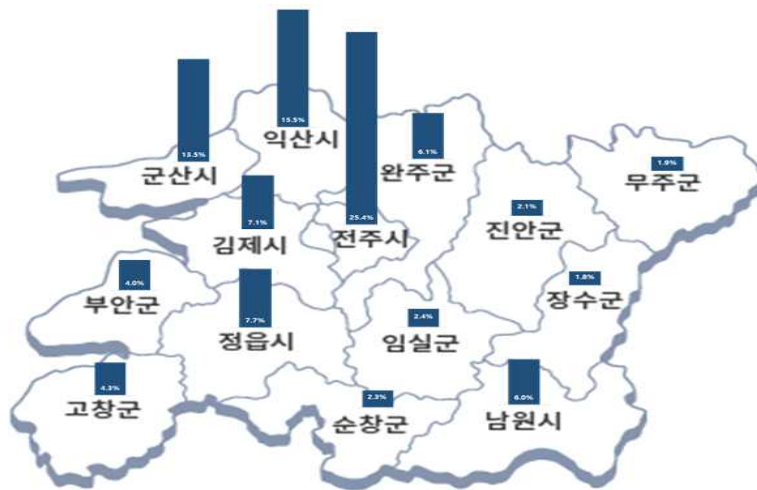 15.5%
익산시
13.5%
군산시
6.1%
완주군
1.9%
무주군
7.1%
김제시
25.4%
전주시
2.1%
진안군
4.0%
부안군
7.7%
정읍시
2.4%
임실군
1.8%
장수군
4.3%
고창군
2.3%
순창군
6.0%
남원시